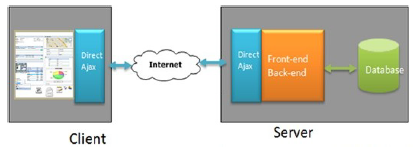 Direct
Ajax
Internet
Direct
Ajax
Front-end
Back-end
Database
Client
Server